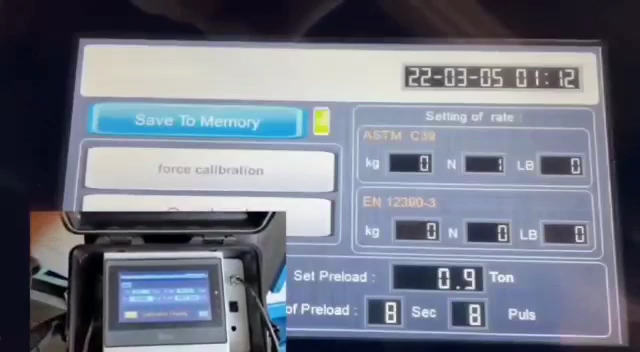 22-03-05 01:12
Save To Memory
Setting of rate :
ASTM C39
kg 0 N 1 LB 0
force calibration
EN 12390-3
kg 0 N 0 LB 0
Set Preload : 0.9 Ton
of Preload : 8 Sec 8 Puls